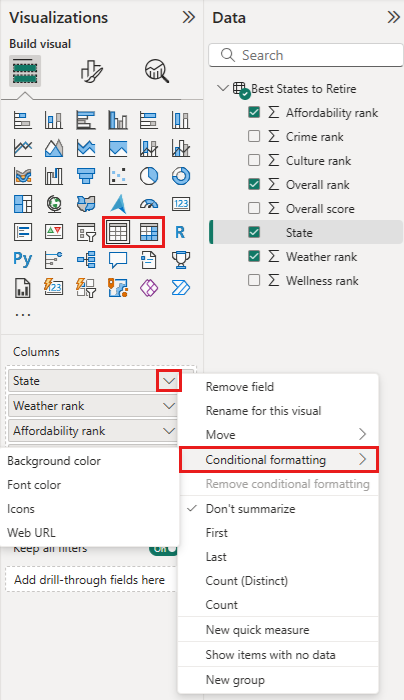 Visualizations
Build visual
123
R
Py
123
...
Columns
State
Weather rank
Affordability rank
Background color
Font color
Icons
Web URL
Keep all filters
On
Add drill-through fields here
Remove field
Rename for this visual
Move
Conditional formatting
Remove conditional formatting
Don't summarize
First
Last
Count (Distinct)
Count
New quick measure
Show items with no data
New group
Data
Search
Best States to Retire
Affordability rank
Crime rank
Culture rank
Overall rank
Overall score
State
Weather rank
Wellness rank